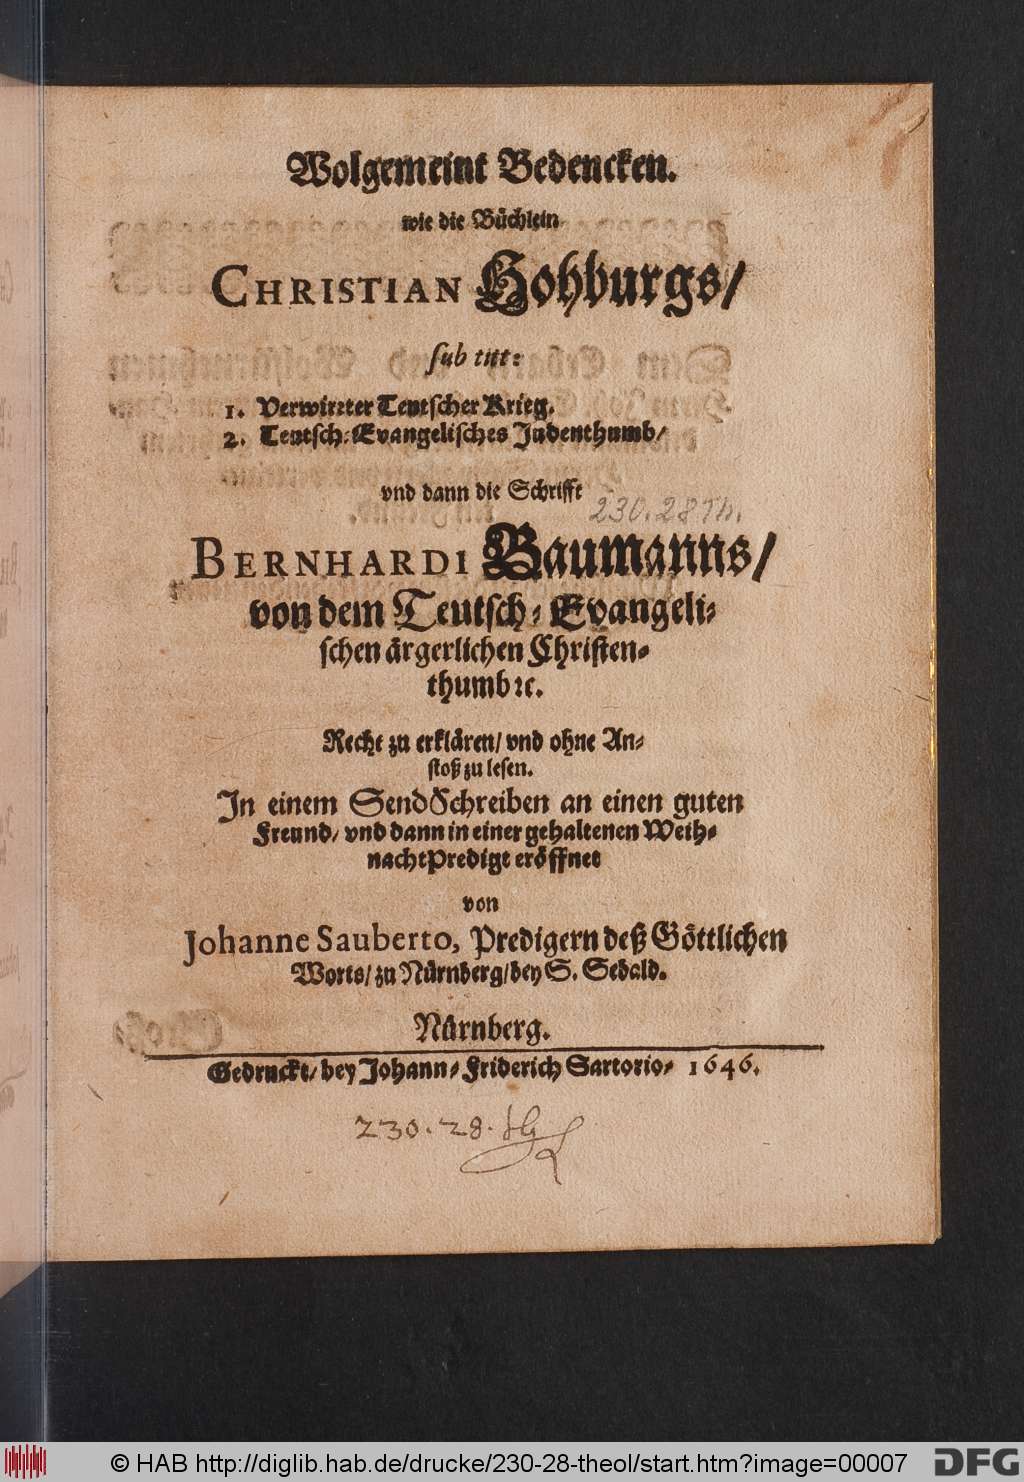 Wolgemeint Bedencken.
wie die Büchlein
CHRISTIAN Hohburgs/
sub tit:
1. Verwirꝛter Teutscher Krieg.
2. Teutsch-Evangelisches Judenthumb/
vnd dann die Schrifft
230.28 Th.
BERNHARDI Baumanns/
von dem Teutsch-Evangeli-
schen ärgerlichen Christen-
thumb ꝛc.
Recht zu erklären/ vnd ohne An-
stoß zu lesen.
In einem SendSchreiben an einen guten
Freund/ vnd dann in einer gehaltenen Weih-
nachtPredigt eröffnet
von
Johanne Sauberto, Predigern deß Göttlichen
Worts/ zu Nürnberg/ bey S. Sebald.
Nürnberg.
Gedruckt/ bey Johann-Friderich Sartorio- 1646.
230.28.
© HAB http://diglib.hab.de/drucke/230-28-theol/start.htm?image=00007
DFG